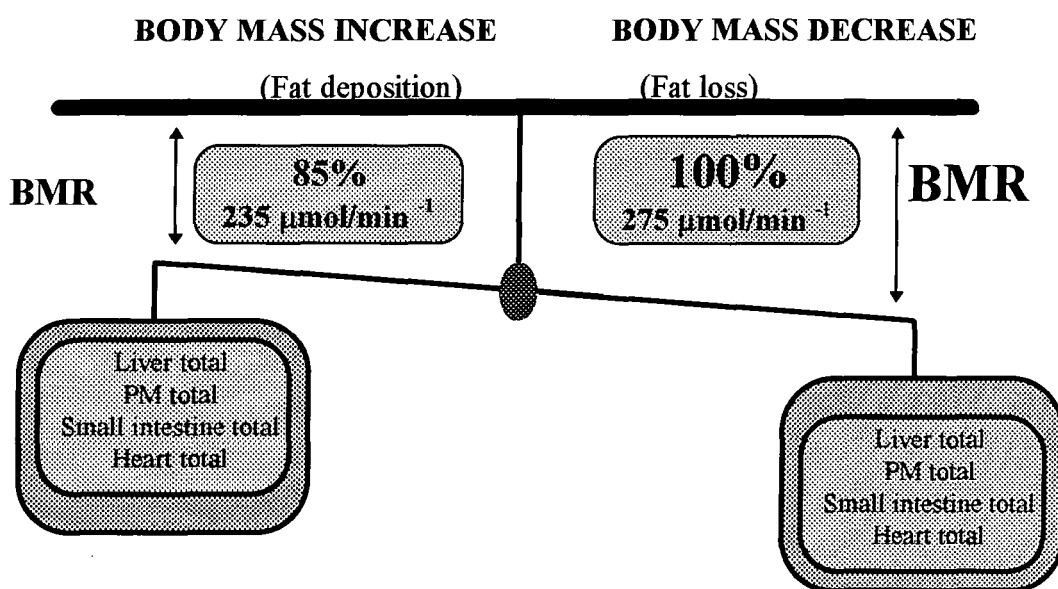 BODY MASS INCREASE
BODY MASS DECREASE
(Fat deposition)
(Fat loss)
BMR
85%
235 μmol/min -1
100%
275 μmol/min -1
BMR
Liver total
PM total
Small intestine total
Heart total
Liver total
PM total
Small intestine total
Heart total